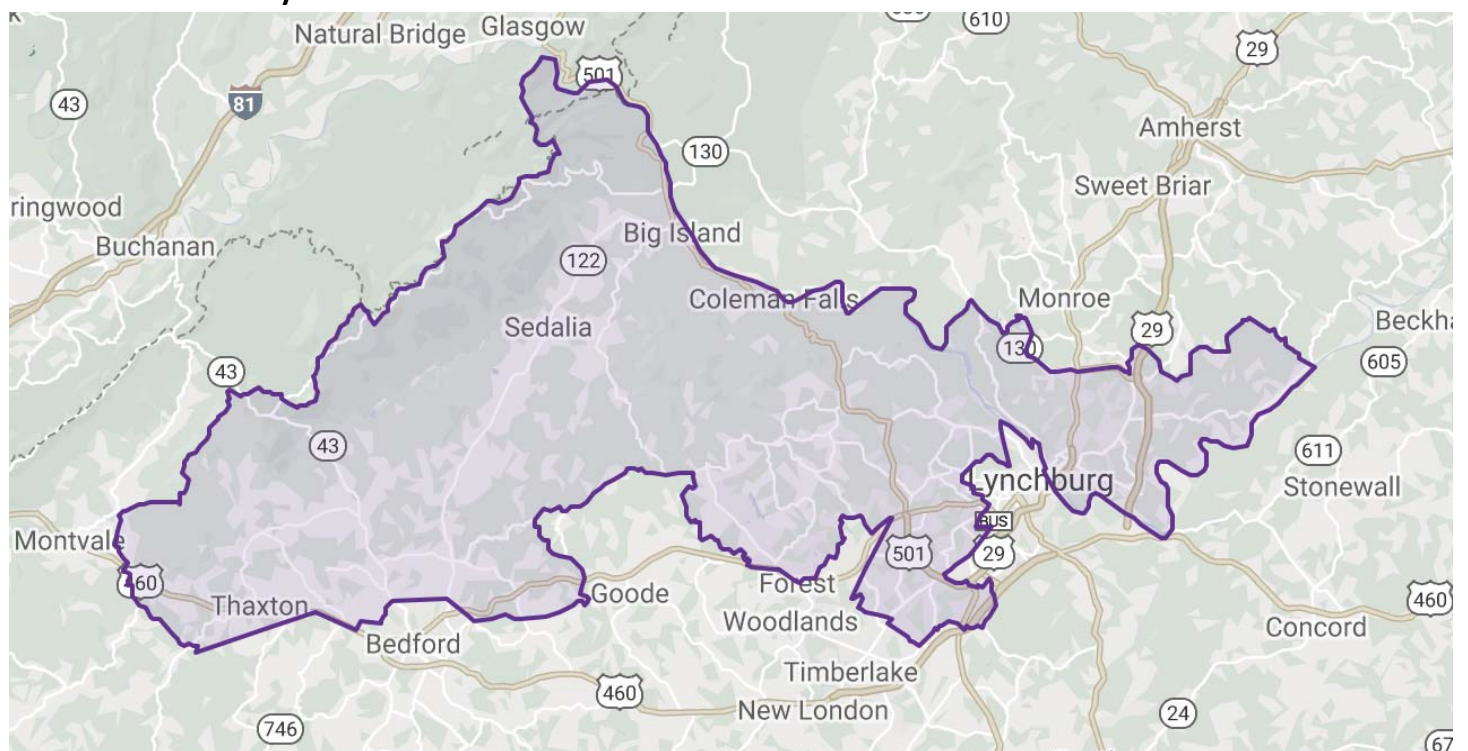 Glasgow
Natural Bridge
610
29
501
43
81
Amherst
130
Sweet Briar
ringwood
Buchanan
Big Island
122
Coleman Falls
Monroe
Sedalia
29
Beckha
130
605
43
43
611
Lynchburg
Stonewall
BUS
Montvale
501
29
460
Forest
Goode
Thaxton
460
Woodlands
Concord
Bedford
Timberlake
460
New London
24
746
67